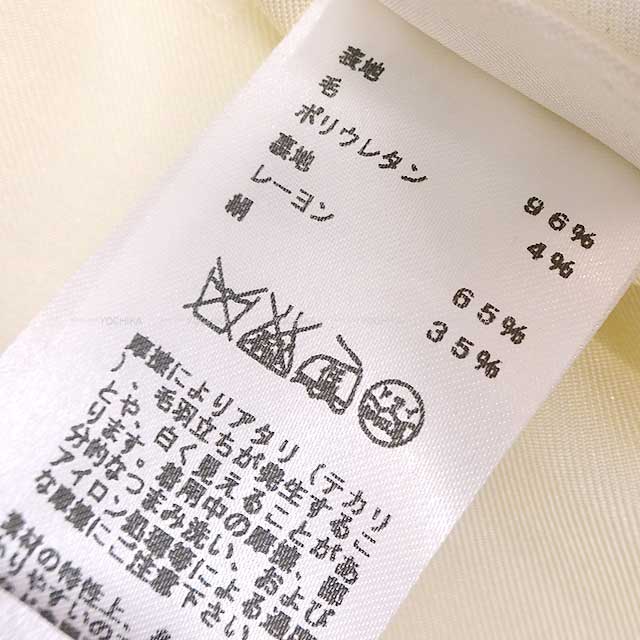 表地
毛 96%
ポリウレタン 4%
裏地
レーヨン 65%
絹 35%
摩擦によりアタリ(テカリ
)、毛羽立ちが発生するこ
とや、白く見えることがあ
ります。着用中の摩擦、および
分的なつまみ洗い、
アイロン処理等による過度
な摩擦にご注意下さい
素材の特性上、